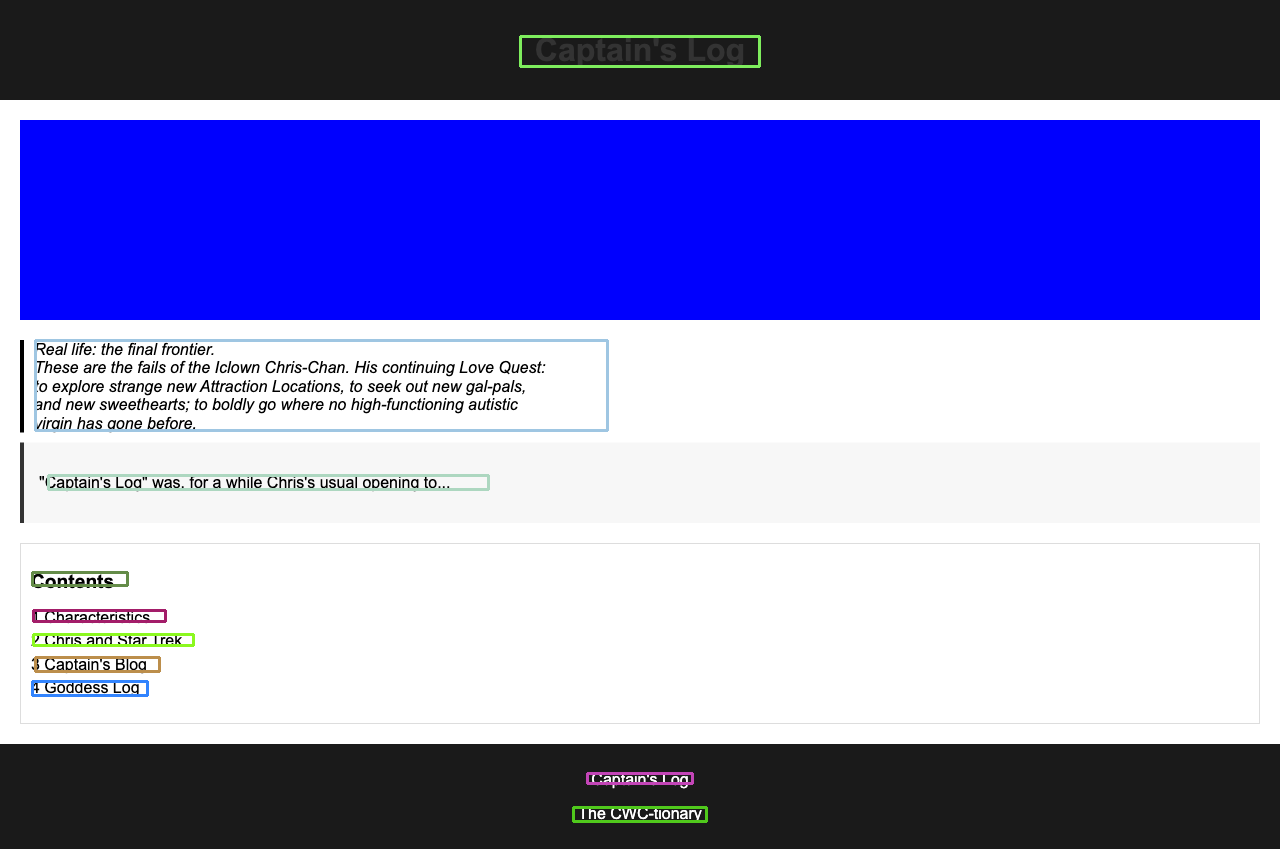 Captain's Log
Real life: the final frontier.
These are the fails of the Iclown Chris-Chan. His continuing Love Quest:
to explore strange new Attraction Locations, to seek out new gal-pals,
and new sweethearts; to boldly go where no high-functioning autistic
virgin has gone before.
"Captain's Log" was, for a while Chris's usual opening to...
Contents
1 Characteristics
2 Chris and Star Trek
3 Captain's Blog
4 Goddess Log
Captain's Log
The CWC-tionary